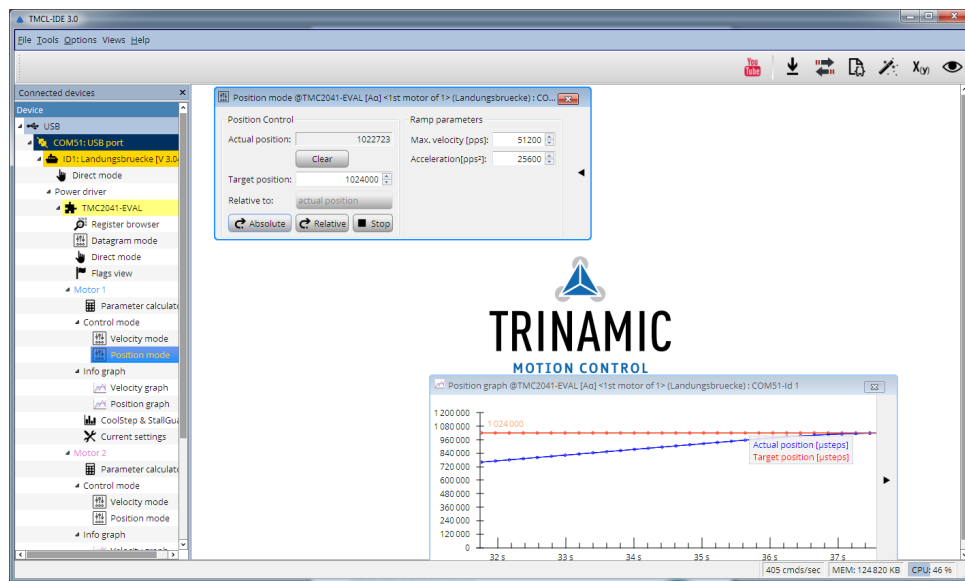 TMCL-IDE 3.0
File Tools Options Views Help
You
Tube
X(y)
Connected devices
Device
USB
COM51: USB port
ID1: Landungsbruecke [V 3.0
Direct mode
Power driver
TMC2041-EVAL
Register browser
Datagram mode
Direct mode
Flags view
Motor 1
Parameter calculat
Control mode
Velocity mode
Position mode
Info graph
Velocity graph
Position graph
CoolStep & StallGua
Current settings
Motor 2
Parameter calculat
Control mode
Velocity mode
Position mode
Info graph
Velocity graph
Position mode @TMC2041-EVAL [Aα] <1st motor of 1> (Landungsbruecke) : CO...
Position Control
Actual position: 1022723
Clear
Target position: 1024000
Relative to: actual position
Absolute Relative Stop
Ramp parameters
Max. velocity [pps]: 51200
Acceleration[pps²]: 25600
TRINAMIC
MOTION CONTROL
Position graph @TMC2041-EVAL [Aα] <1st motor of 1> (Landungsbruecke) : COM51-Id 1
1 200 000
1 080 000
960 000
840 000
720 000
600 000
480 000
360 000
240 000
120 000
0
1 024 000
Actual position [µsteps]
Target position [µsteps]
32 s 33 s 34 s 35 s 36 s 37 s
405 cmds/sec MEM: 124 820 KB CPU: 46 %